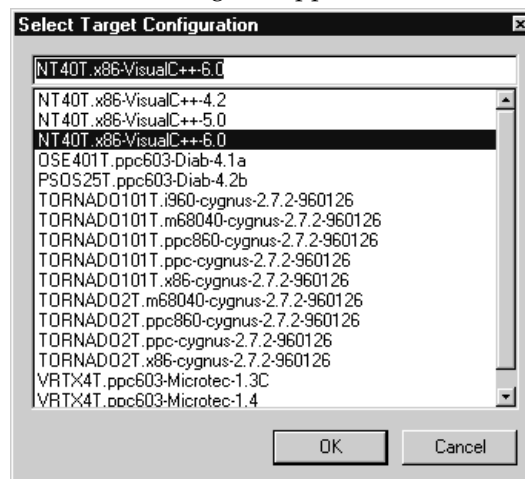 Select Target Configuration
NT40T.x86-VisualC++-6.0
NT40T.x86-VisualC++-4.2
NT40T.x86-VisualC++-5.0
NT40T.x86-VisualC++-6.0
OSE401T.ppc603-Diab-4.1a
PSOS25T.ppc603-Diab-4.2b
TORNADO101T.i960-cygnus-2.7.2-960126
TORNADO101T.m68040-cygnus-2.7.2-960126
TORNADO101T.ppc860-cygnus-2.7.2-960126
TORNADO101T.ppc-cygnus-2.7.2-960126
TORNADO101T.x86-cygnus-2.7.2-960126
TORNADO2T.m68040-cygnus-2.7.2-960126
TORNADO2T.ppc860-cygnus-2.7.2-960126
TORNADO2T.ppc-cygnus-2.7.2-960126
TORNADO2T.x86-cygnus-2.7.2-960126
VRTX4T.ppc603-Microtec-1.3C
VRTX4T.ppc603-Microtec-1.4
OK Cancel